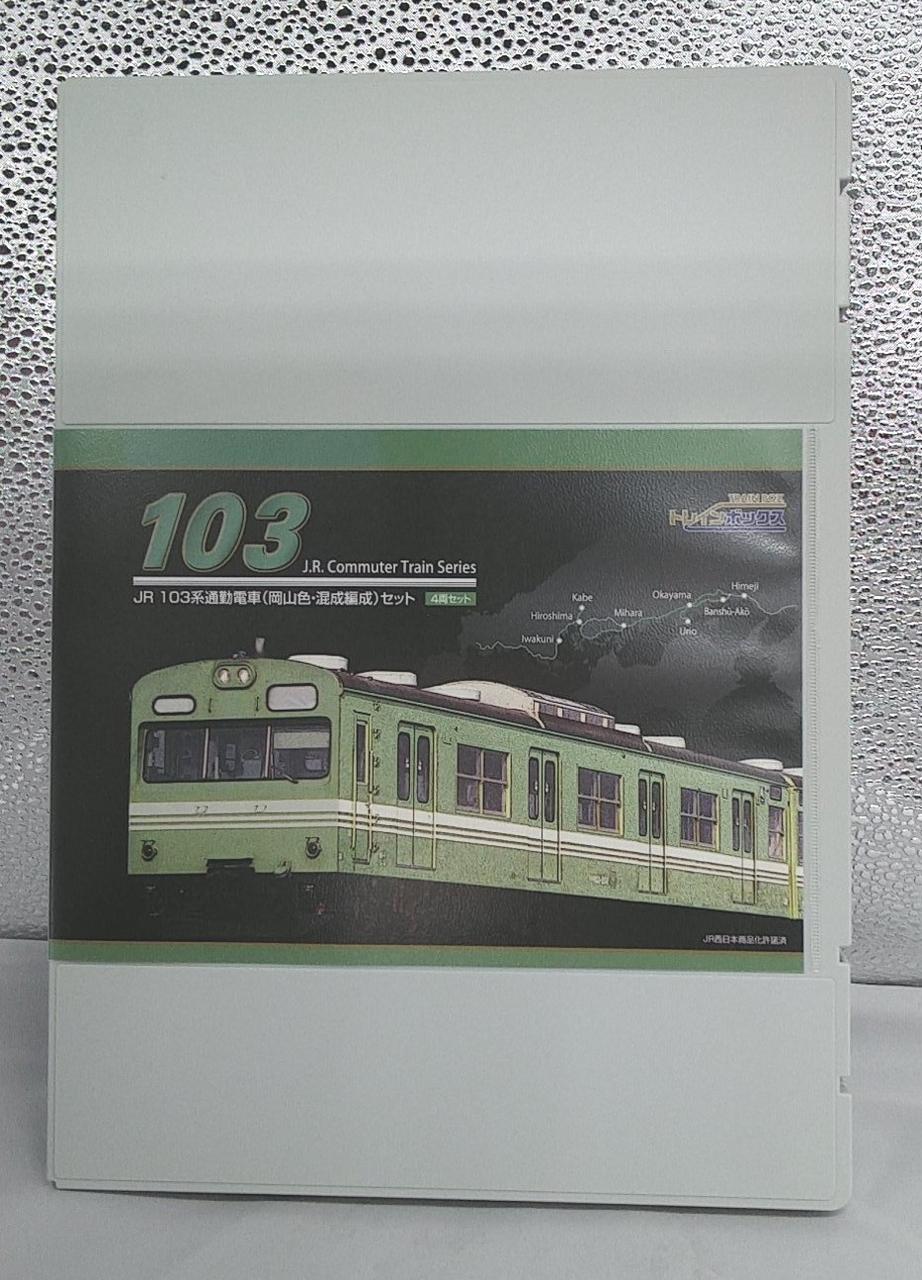 103
J.R. Commuter Train Series
JR 103系通勤電車(岡山色・混成編成)セット 4両セット
TRAIN BOX
トレインボックス
Himeji
Okayama
Kabe
Banshū-Akō
Hiroshima
Mihara
Uno
Iwakuni
JR西日本商品化許諾済